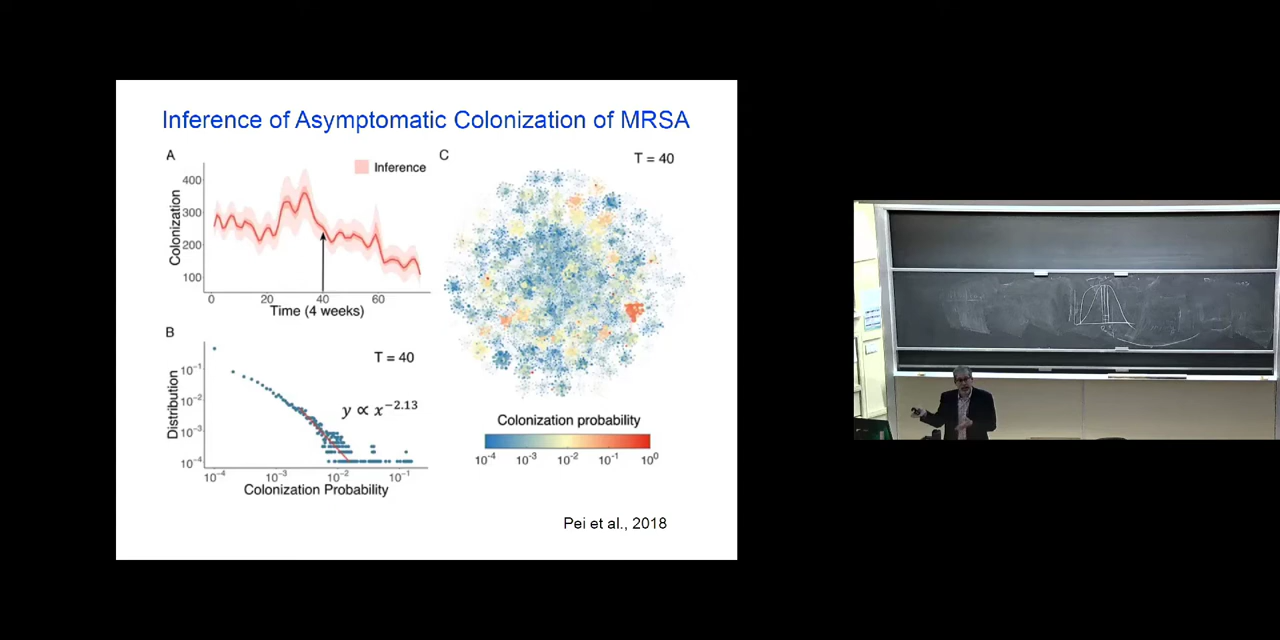 Inference of Asymptomatic Colonization of MRSA
A
Inference
Colonization
400
300
200
100
0
20
40
60
Time (4 weeks)
B
T = 40
y ∝ x^−2.13
Distribution
10^−1
10^−2
10^−3
10^−4
10^−4
10^−3
10^−2
10^−1
Colonization Probability
C
T = 40
Colonization probability
10^−4
10^−3
10^−2
10^−1
10^0
Pei et al., 2018